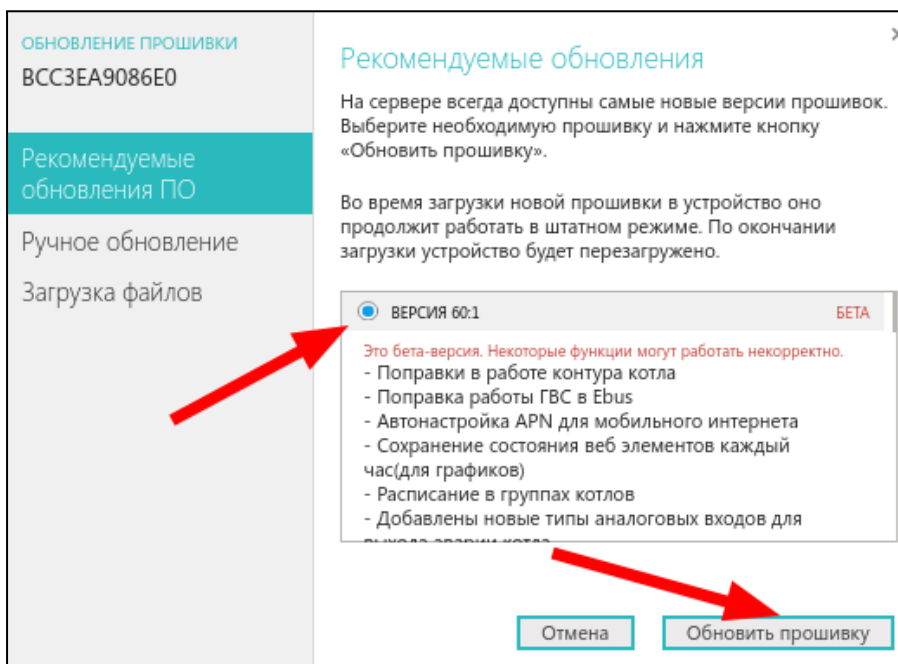 ОБНОВЛЕНИЕ ПРОШИВКИ
BCC3EA9086E0
Рекомендуемые
обновления ПО
Ручное обновление
Загрузка файлов
Рекомендуемые обновления
На сервере всегда доступны самые новые версии прошивок.
Выберите необходимую прошивку и нажмите кнопку
«Обновить прошивку».
Во время загрузки новой прошивки в устройство оно
продолжит работать в штатном режиме. По окончании
загрузки устройство будет перезагружено.
ВЕРСИЯ 60:1 БЕТА
Это бета-версия. Некоторые функции могут работать некорректно.
- Поправки в работе контура котла
- Поправка работы ГВС в Ebus
- Автонастройка APN для мобильного интернета
- Сохранение состояния веб элементов каждый
час(для графиков)
- Расписание в группах котлов
- Добавлены новые типы аналоговых входов для
выхода аварии котла
Отмена Обновить прошивку